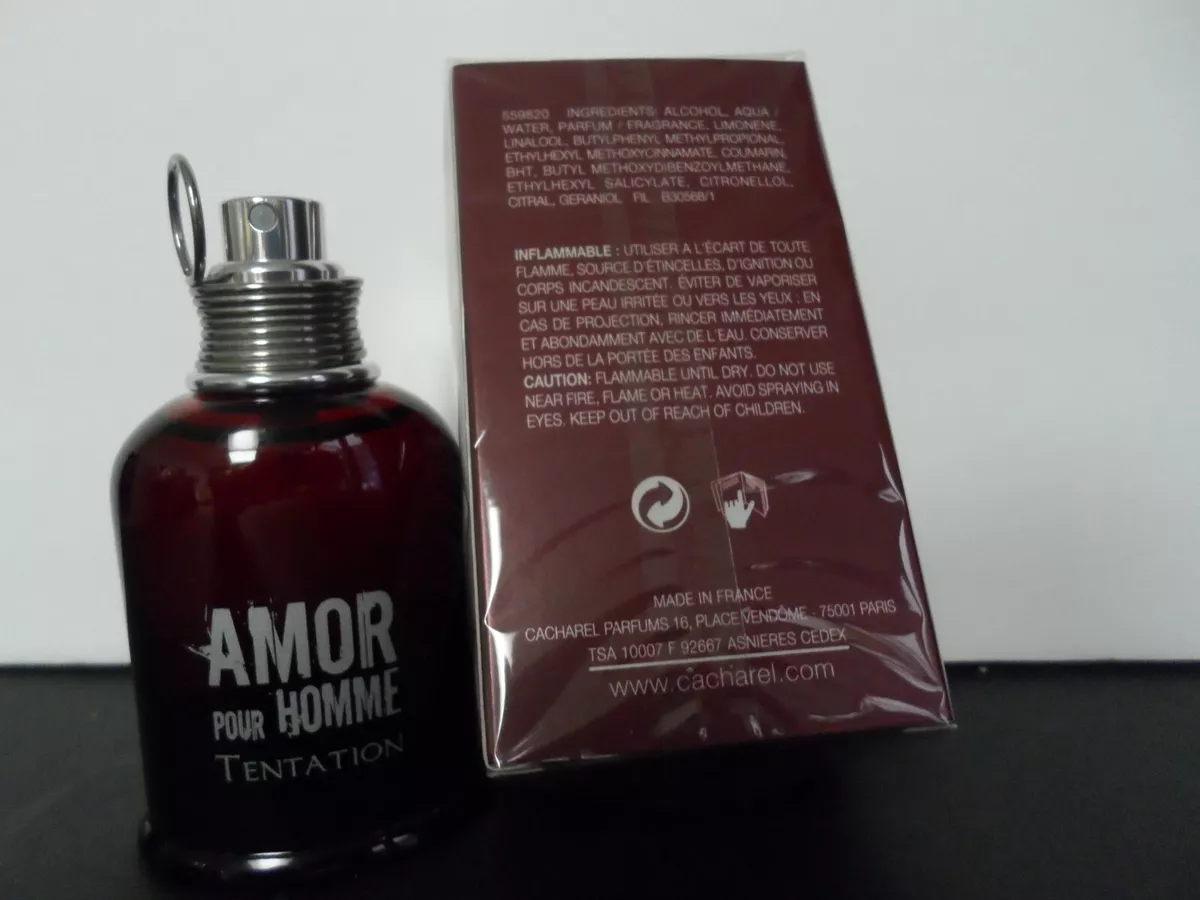 AMOR
POUR HOMME
TENTATION
559820 INGREDIENTS: ALCOHOL, AQUA /
WATER, PARFUM / FRAGRANCE, LIMONENE,
LINALOOL, BUTYLPHENYL METHYLPROPIONAL,
ETHYLHEXYL METHOXYCINNAMATE, COUMARIN,
BHT, BUTYL METHOXYDIBENZOYLMETHANE,
ETHYLHEXYL SALICYLATE, CITRONELLOL,
CITRAL, GERANIOL FIL B30568/1
INFLAMMABLE : UTILISER A L'ÉCART DE TOUTE
FLAMME, SOURCE D'ÉTINCELLES, D'IGNITION OU
CORPS INCANDESCENT. ÉVITER DE VAPORISER
SUR UNE PEAU IRRITÉE OU VERS LES YEUX : EN
CAS DE PROJECTION, RINCER IMMÉDIATEMENT
ET ABONDAMMENT AVEC DE L'EAU. CONSERVER
HORS DE LA PORTÉE DES ENFANTS.
CAUTION: FLAMMABLE UNTIL DRY. DO NOT USE
NEAR FIRE, FLAME OR HEAT. AVOID SPRAYING IN
EYES. KEEP OUT OF REACH OF CHILDREN.
MADE IN FRANCE
CACHAREL PARFUMS 16, PLACE VENDÔME - 75001 PARIS
TSA 10007 F 92667 ASNIERES CEDEX
www.cacharel.com